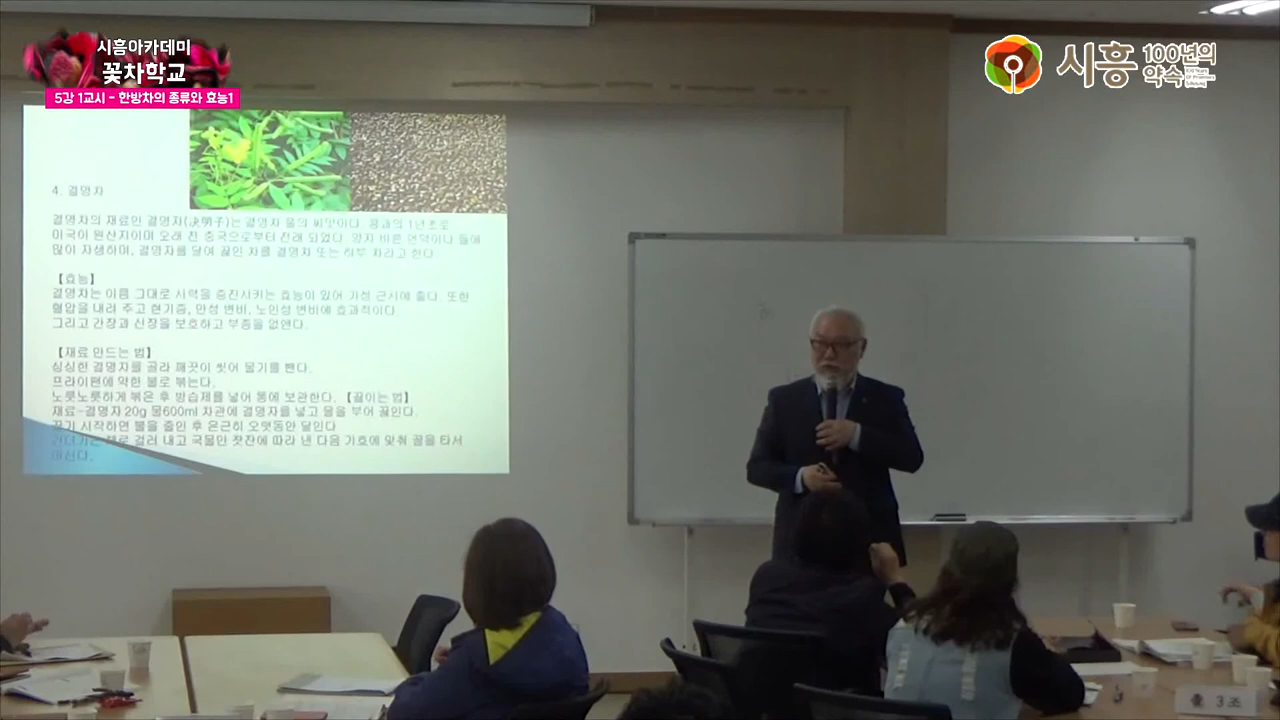 시흥아카데미
꽃차학교
5강 1교시 - 한방차의 종류와 효능1
시흥 100년의
약속
4. 결명자
결명자의 재료인 결명자(決明子)는 결명자 풀의 씨앗이다. 콩과의 1년초로
미국이 원산지이며 오래 전 중국으로부터 전래 되었다. 양지 바른 언덕이나 들에
많이 자생하며, 결명자를 달여 끓인 차를 결명자 또는 하부 차라고 한다.
【효능】
결명자는 이름 그대로 시력을 증진시키는 효능이 있어 가성 근시에 좋다. 또한
혈압을 내려 주고 현기증, 만성 변비, 노인성 변비에 효과적이다
그리고 간장과 신장을 보호하고 부종을 없앤다.
【재료 만드는 법】
싱싱한 결명자를 골라 깨끗이 씻어 물기를 뺀다.
프라이팬에 약한 불로 볶는다.
노릇노릇하게 볶은 후 방습제를 넣어 통에 보관한다. 【끓이는 법】
재료-결명자 20g 물600ml 차관에 결명자를 넣고 물을 부어 끓인다.
끓기 시작하면 불을 줄인 후 은근히 오랫동안 달인다
건더기는 체로 걸러 내고 국물만 찻잔에 따라 낸 다음 기호에 맞춰 꿀을 타서
마신다.
3조